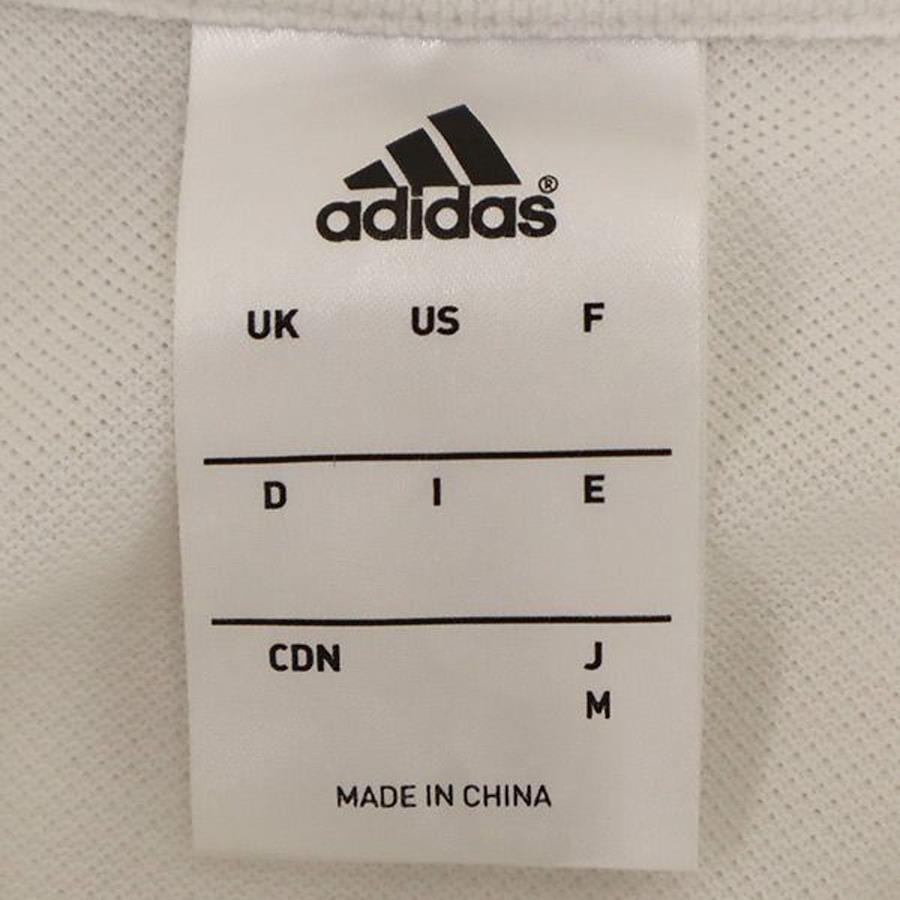 adidas®
UK US F
D I E
CDN J
M
MADE IN CHINA